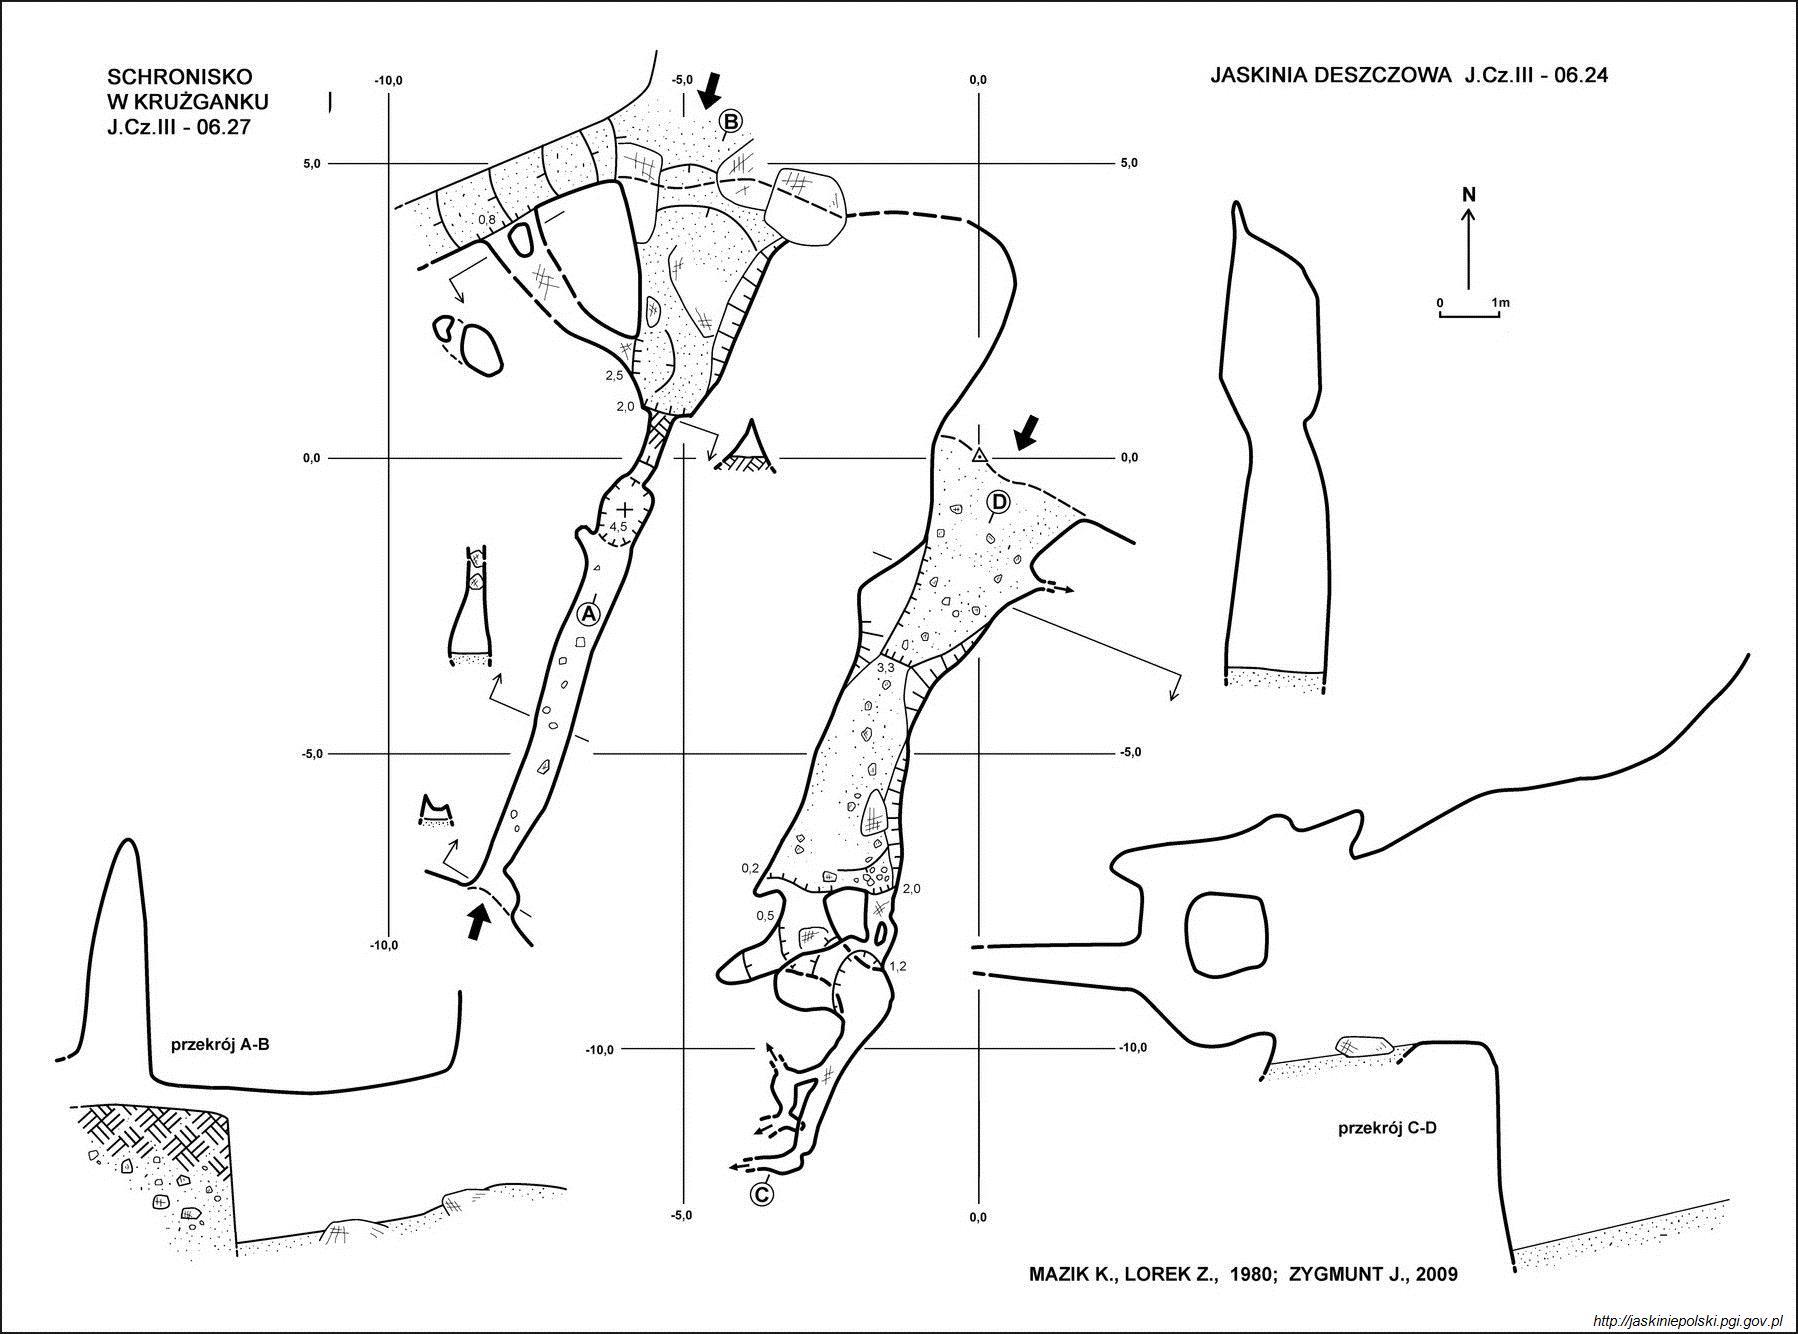 SCHRONISKO
W KRUŻGANKU
J.Cz.III - 06.27
JASKINIA DESZCZOWA J.Cz.III - 06.24
-10,0
-5,0
0,0
B
5,0
5,0
N
0,8
0
1m
2,5
2,0
0,0
0,0
D
4,5
A
3,3
-5,0
-5,0
0,2
2,0
0,5
-10,0
1,2
przekrój A-B
-10,0
-10,0
przekrój C-D
C
-5,0
0,0
MAZIK K., LOREK Z., 1980; ZYGMUNT J., 2009
http://jaskiniepolski.pgi.gov.pl